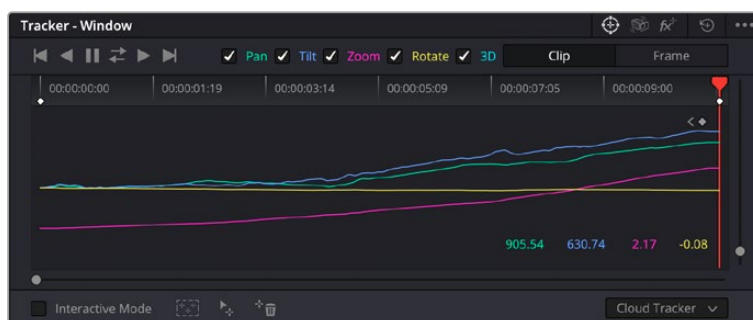 Tracker - Window
Pan Tilt Zoom Rotate 3D Clip Frame
00:00:00:00 00:00:01:19 00:00:03:14 00:00:05:09 00:00:07:05 00:00:09:00
905.54 630.74 2.17 -0.08
Interactive Mode Cloud Tracker